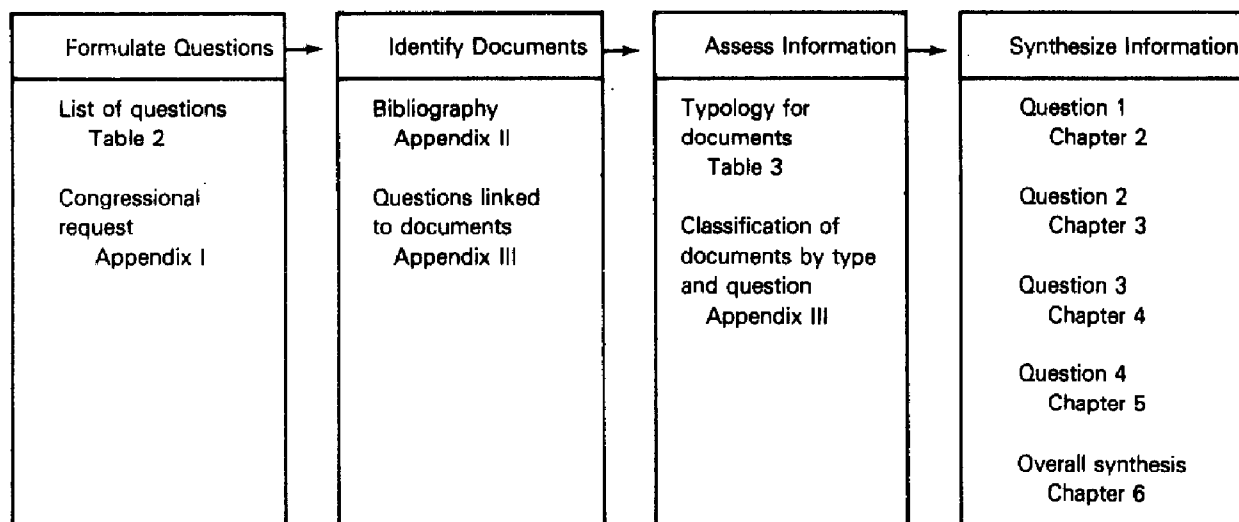 Formulate Questions
List of questions
Table 2
Congressional
request
Appendix I
Identify Documents
Bibliography
Appendix II
Questions linked
to documents
Appendix III
Assess Information
Typology for
documents
Table 3
Classification of
documents by type
and question
Appendix III
Synthesize Information
Question 1
Chapter 2
Question 2
Chapter 3
Question 3
Chapter 4
Question 4
Chapter 5
Overall synthesis
Chapter 6